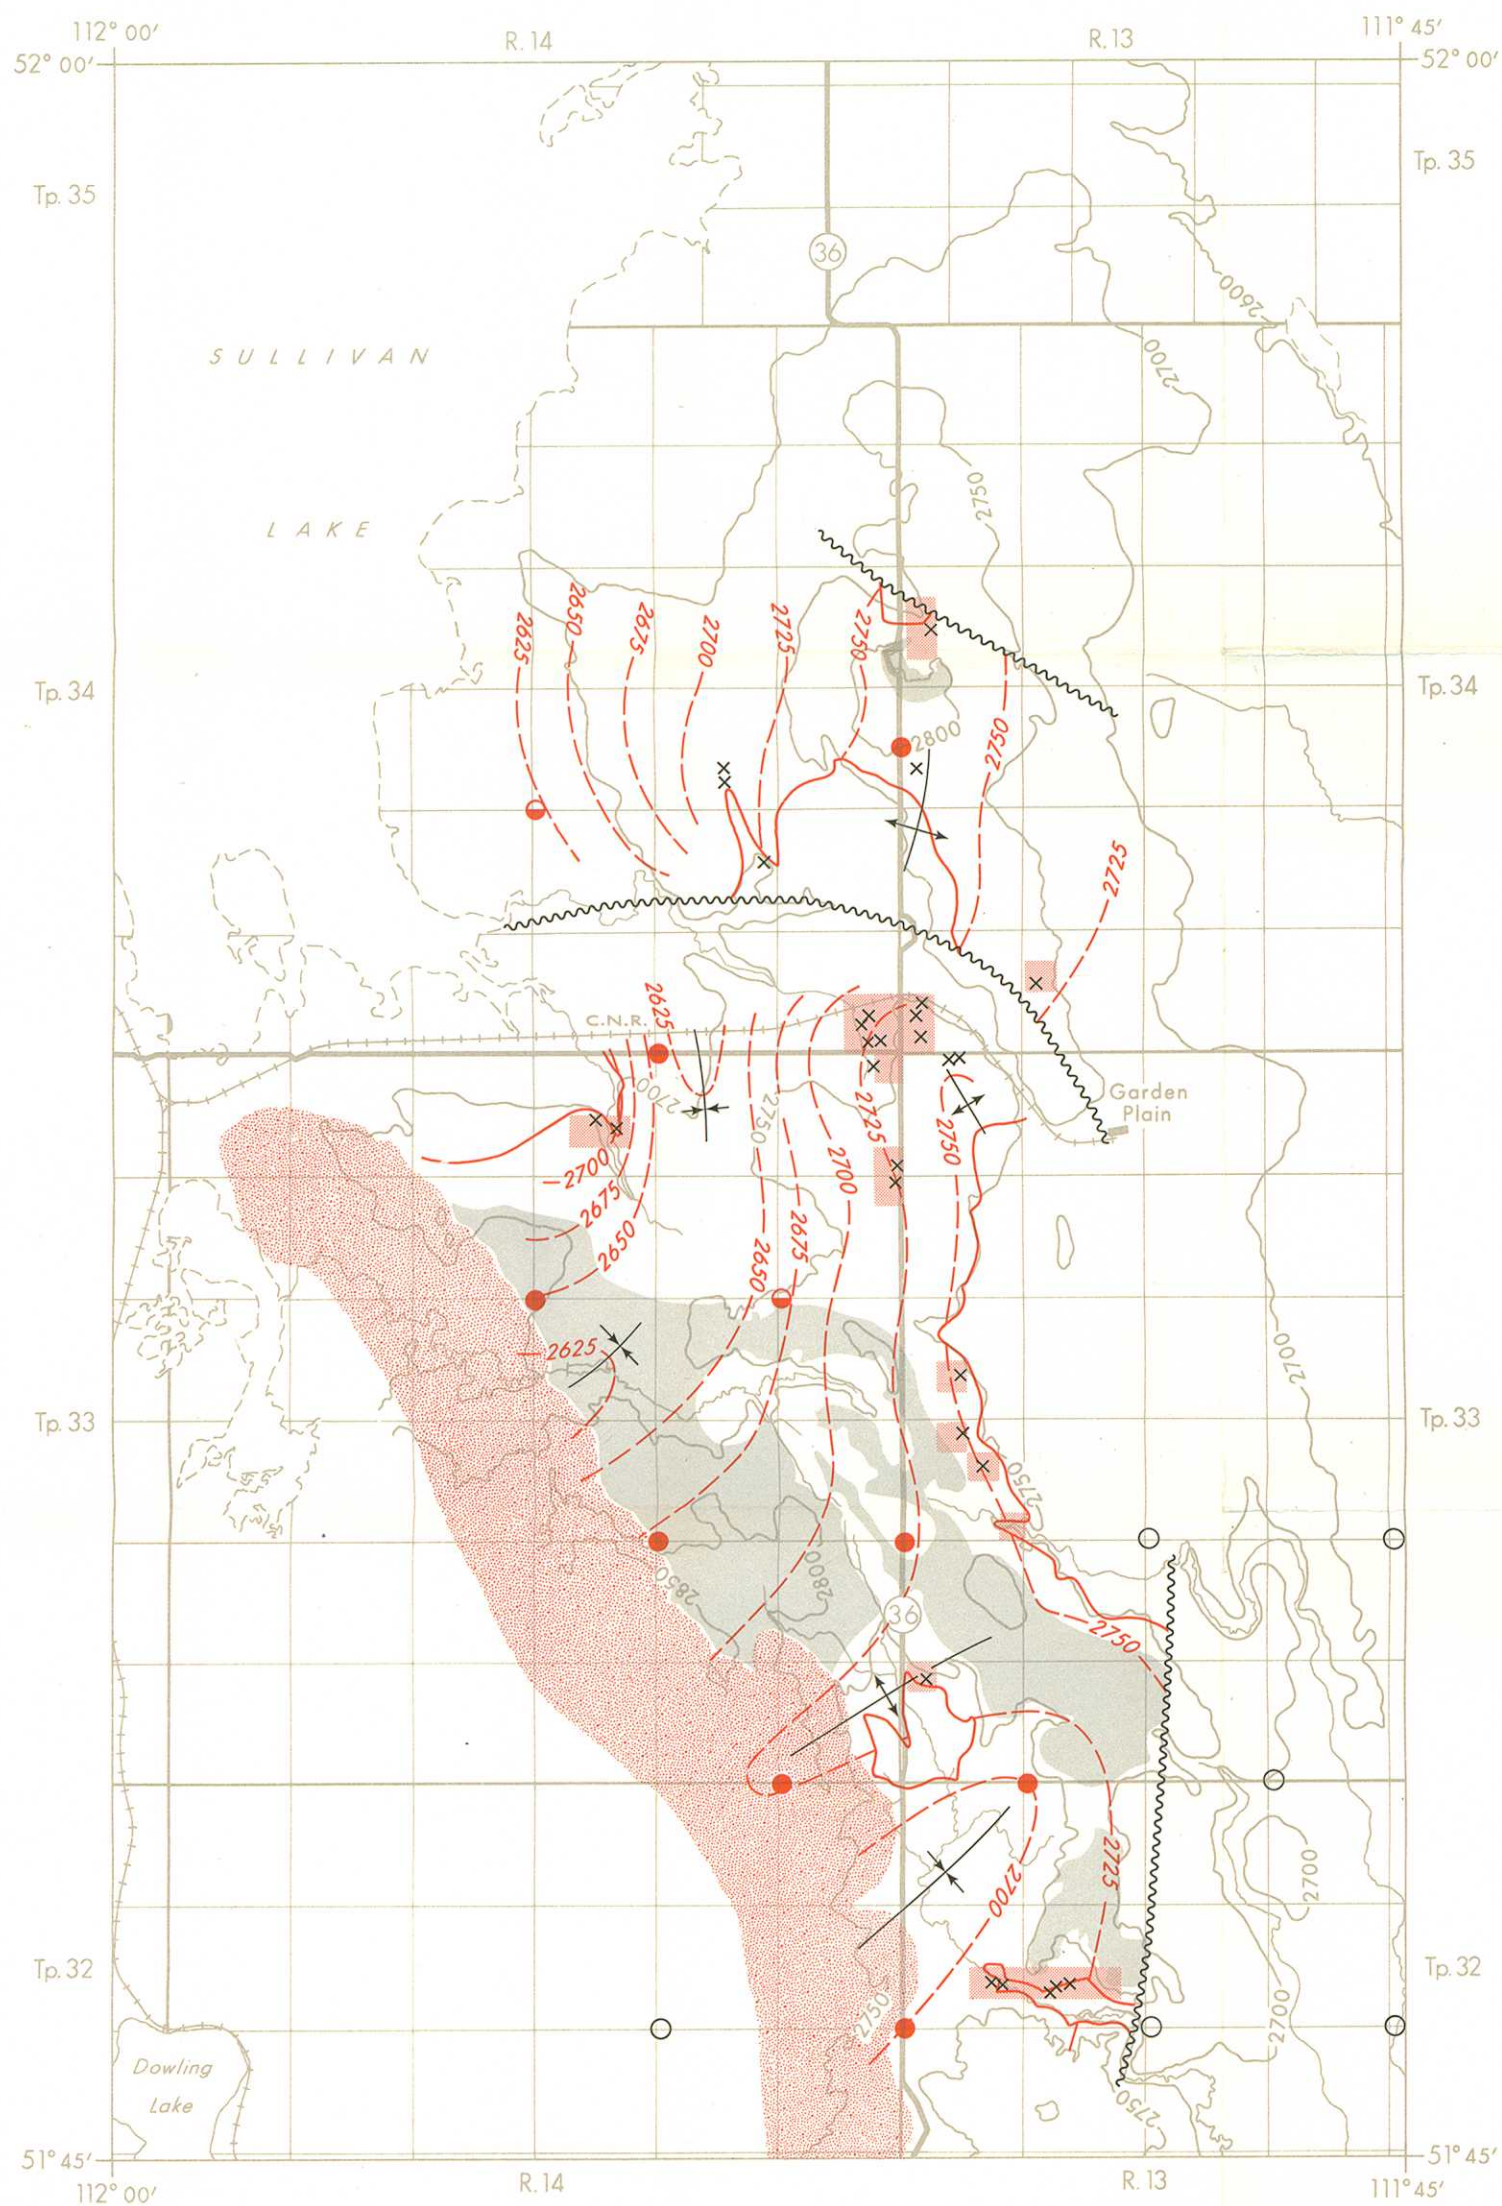 112° 00′
R. 14
R. 13
111° 45′
52° 00′
52° 00′
Tp. 35
Tp. 35
36
2600
2700
SULLIVAN
2750
LAKE
2625
2650
2675
2700
2725
2750
Tp. 34
Tp. 34
2800
2750
2725
2625
C.N.R.
2700
2750
Garden
Plain
2725
2750
2700
2700
2675
2650
2650
2675
2625
2700
Tp. 33
Tp. 33
2750
2850
2800
36
2750
2725
2700
2700
Tp. 32
Tp. 32
2750
2700
Dowling
Lake
2750
51° 45′
51° 45′
112° 00′
R. 14
R. 13
111° 45′